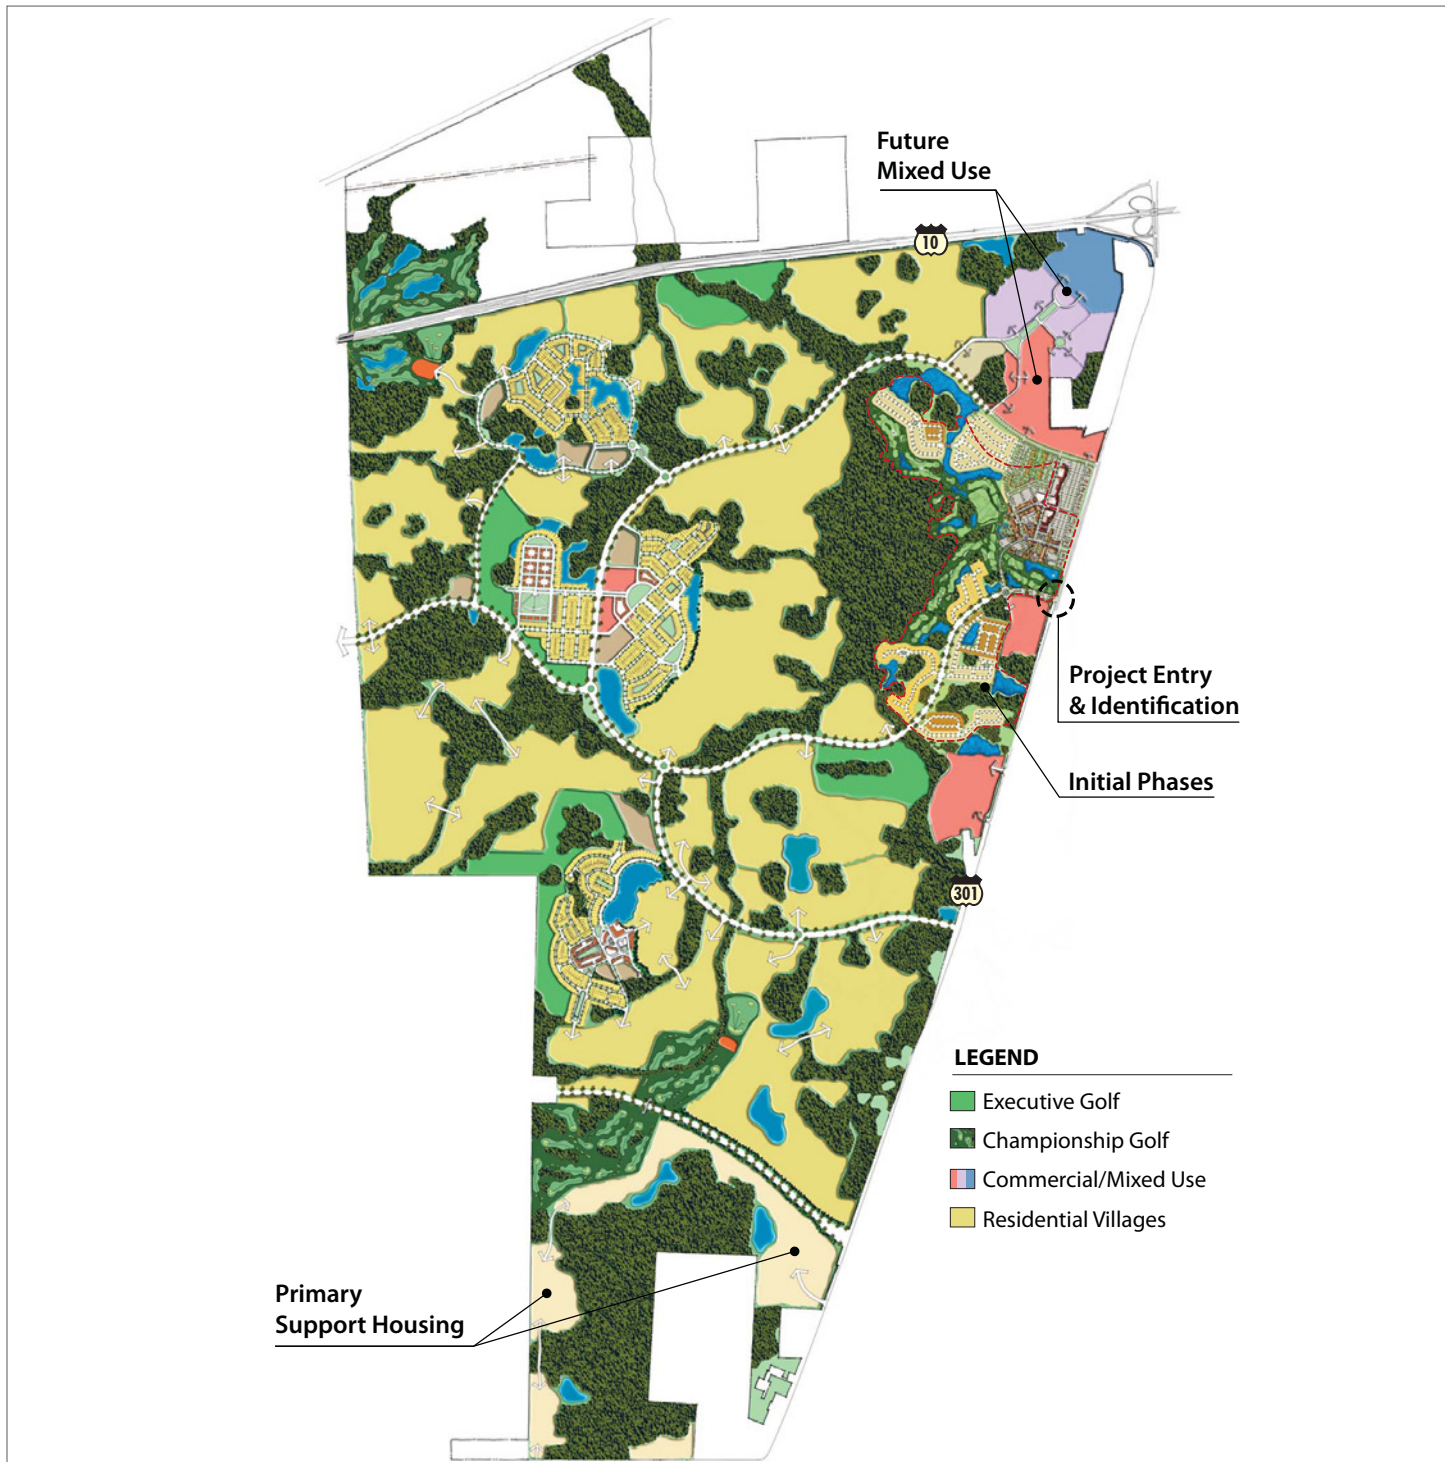 Future
Mixed Use
10
Project Entry
& Identification
Initial Phases
301
LEGEND
Executive Golf
Championship Golf
Commercial/Mixed Use
Residential Villages
Primary
Support Housing